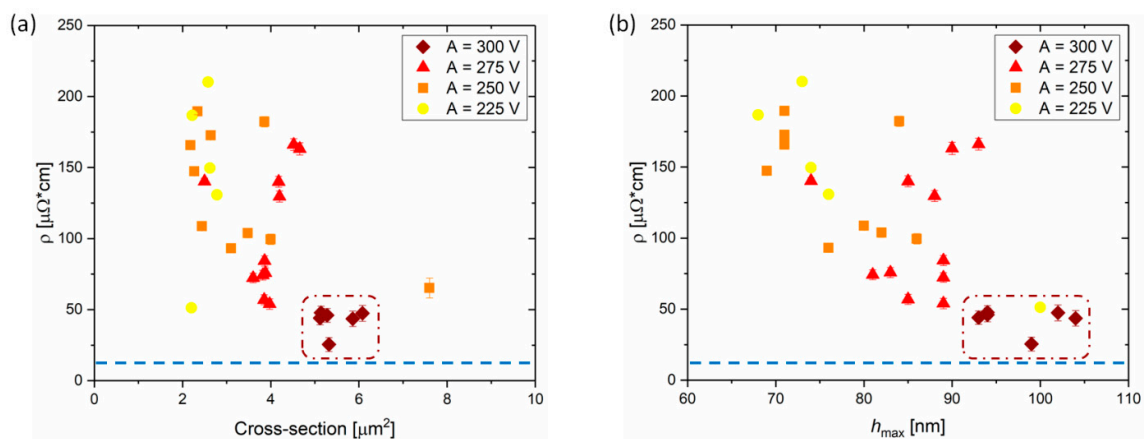 (a)
250
200
150
100
50
0
ρ [μΩ*cm]
A = 300 V
A = 275 V
A = 250 V
A = 225 V
0 2 4 6 8 10
Cross-section [μm²]
(b)
250
200
150
100
50
0
ρ [μΩ*cm]
A = 300 V
A = 275 V
A = 250 V
A = 225 V
60 70 80 90 100 110
hmax [nm]